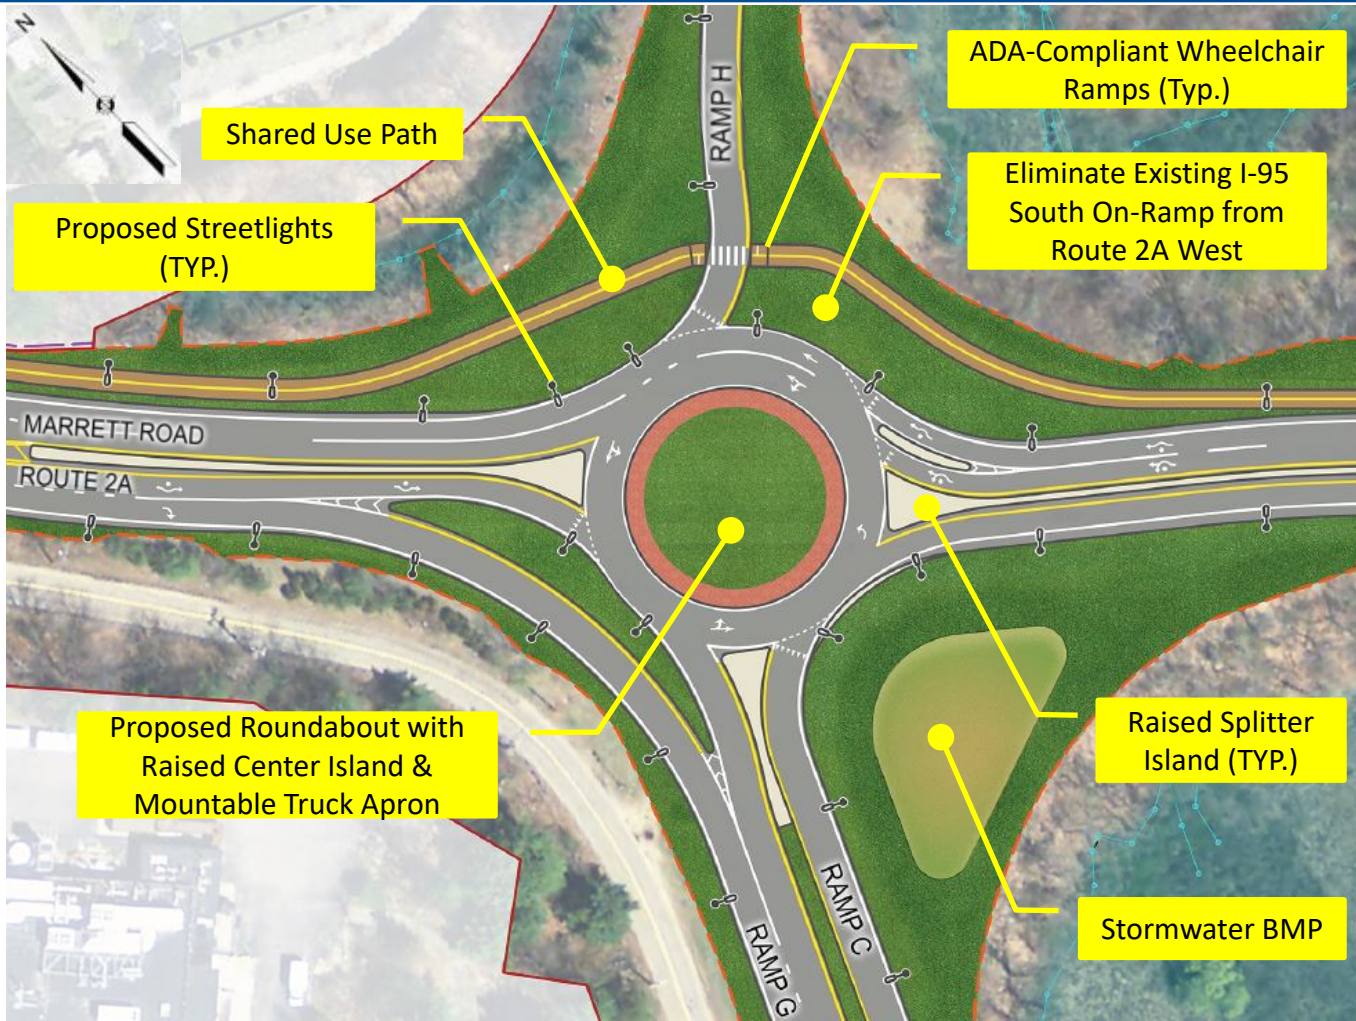 N
RAMP H
ADA-Compliant Wheelchair
Ramps (Typ.)
Shared Use Path
Eliminate Existing I-95
South On-Ramp from
Route 2A West
Proposed Streetlights
(TYP.)
MARRETT ROAD
ROUTE 2A
Proposed Roundabout with
Raised Center Island &
Mountable Truck Apron
Raised Splitter
Island (TYP.)
RAMP C
RAMP G
Stormwater BMP